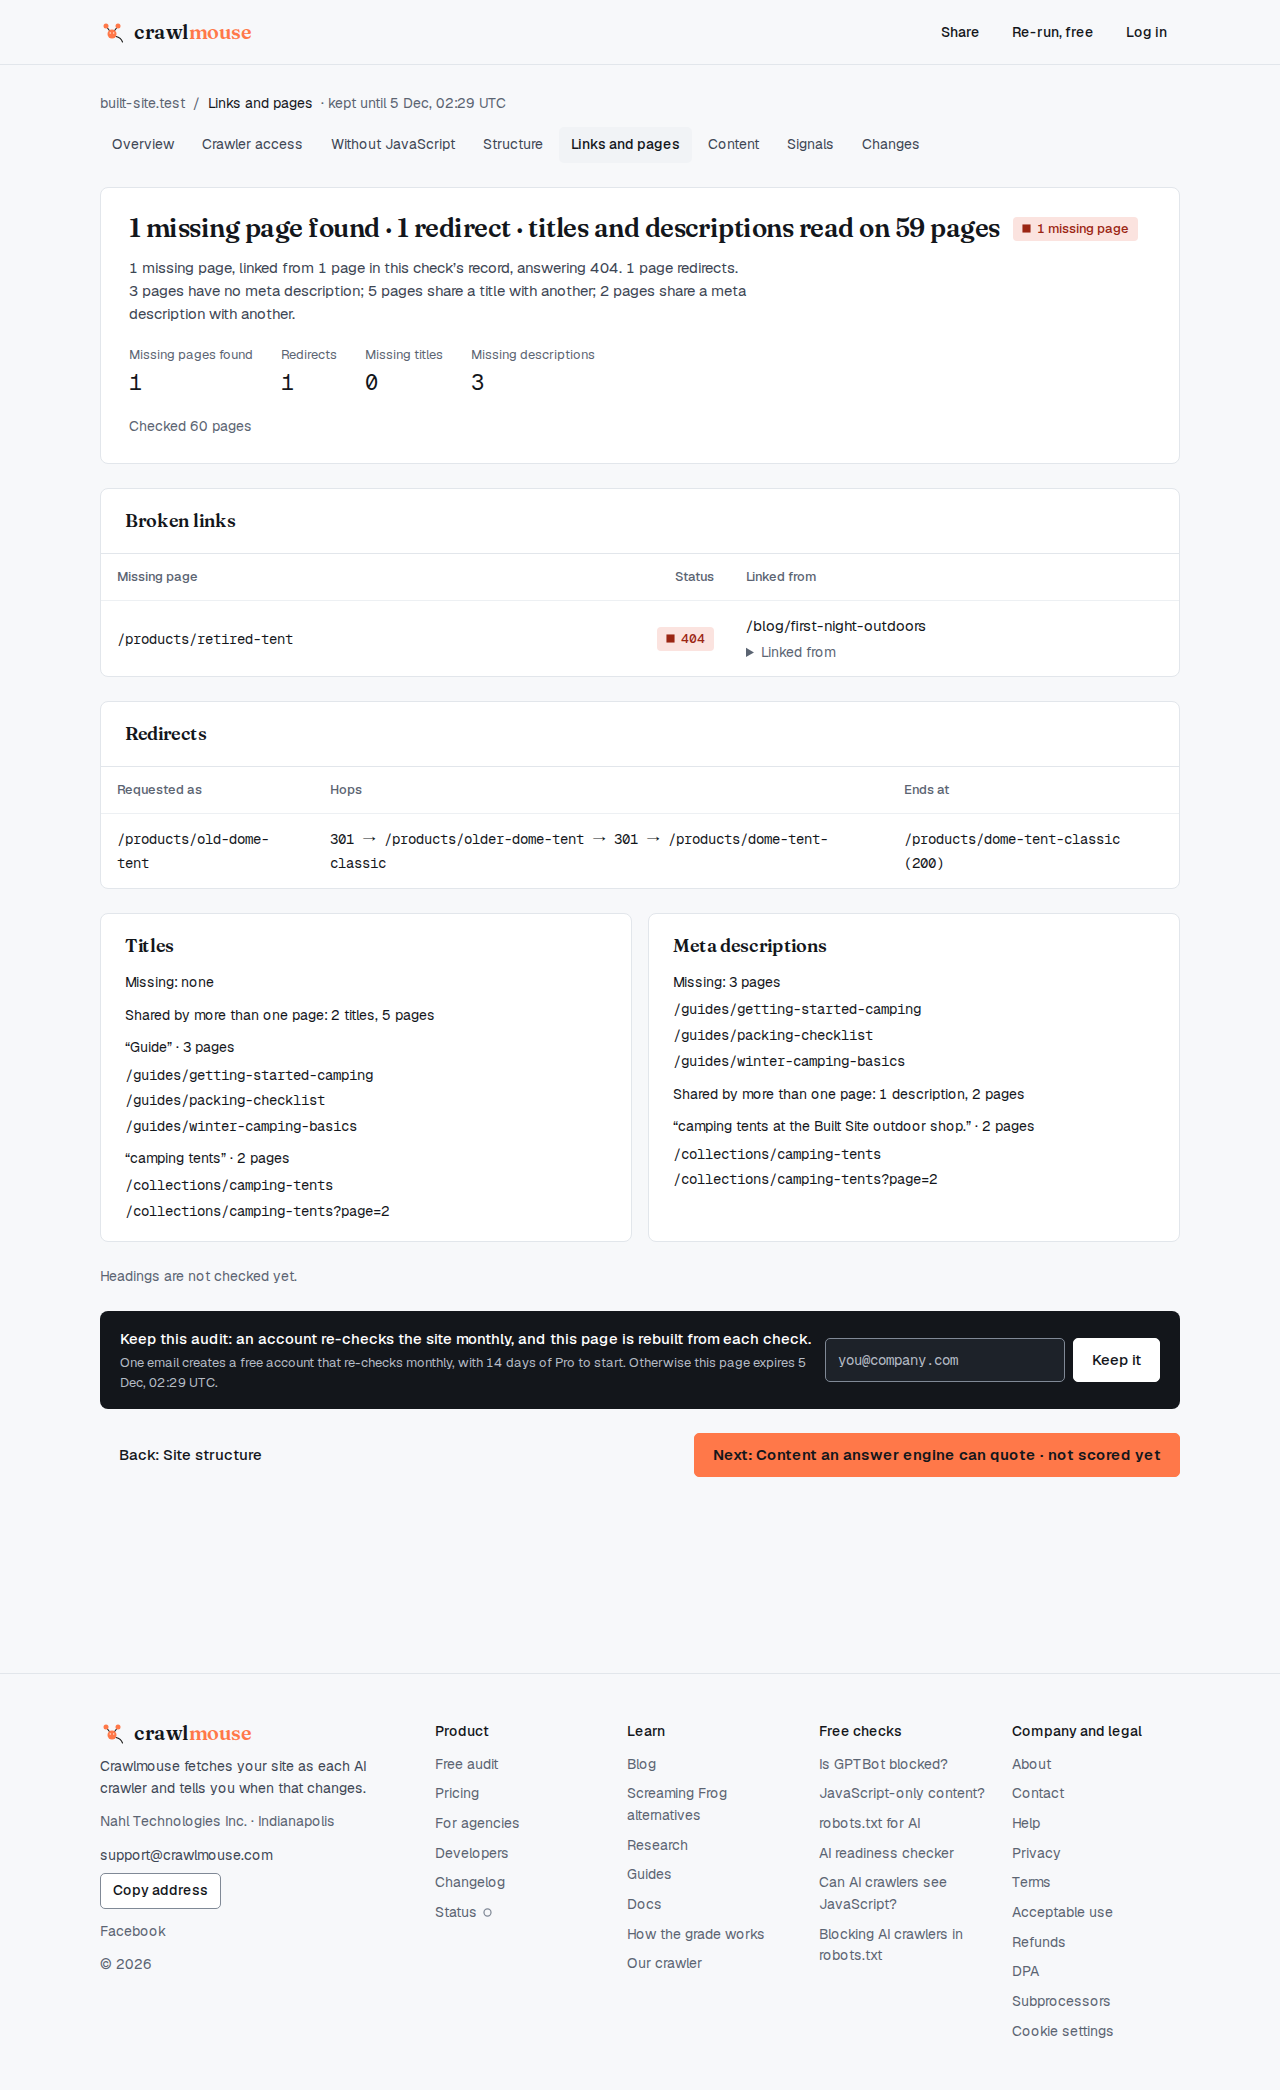 crawlmouse
Share
Re-run, free
Log in
built-site.test / Links and pages · kept until 5 Dec, 02:29 UTC
Overview
Crawler access
Without JavaScript
Structure
Links and pages
Content
Signals
Changes
1 missing page found · 1 redirect · titles and descriptions read on 59 pages
1 missing page
1 missing page, linked from 1 page in this check’s record, answering 404. 1 page redirects.
3 pages have no meta description; 5 pages share a title with another; 2 pages share a meta
description with another.
Missing pages found
Redirects
Missing titles
Missing descriptions
1
1
0
3
Checked 60 pages
Broken links
Missing page
Status
Linked from
/products/retired-tent
404
/blog/first-night-outdoors
Linked from
Redirects
Requested as
Hops
Ends at
/products/old-dome-
tent
301 → /products/older-dome-tent → 301 → /products/dome-tent-
classic
/products/dome-tent-classic
(200)
Titles
Missing: none
Shared by more than one page: 2 titles, 5 pages
“Guide” · 3 pages
/guides/getting-started-camping
/guides/packing-checklist
/guides/winter-camping-basics
“camping tents” · 2 pages
/collections/camping-tents
/collections/camping-tents?page=2
Meta descriptions
Missing: 3 pages
/guides/getting-started-camping
/guides/packing-checklist
/guides/winter-camping-basics
Shared by more than one page: 1 description, 2 pages
“camping tents at the Built Site outdoor shop.” · 2 pages
/collections/camping-tents
/collections/camping-tents?page=2
Headings are not checked yet.
Keep this audit: an account re-checks the site monthly, and this page is rebuilt from each check.
One email creates a free account that re-checks monthly, with 14 days of Pro to start. Otherwise this page expires 5
Dec, 02:29 UTC.
you@company.com
Keep it
Back: Site structure
Next: Content an answer engine can quote · not scored yet
crawlmouse
Crawlmouse fetches your site as each AI
crawler and tells you when that changes.
Nahl Technologies Inc. · Indianapolis
support@crawlmouse.com
Copy address
Facebook
© 2026
Product
Free audit
Pricing
For agencies
Developers
Changelog
Status
Learn
Blog
Screaming Frog
alternatives
Research
Guides
Docs
How the grade works
Our crawler
Free checks
Is GPTBot blocked?
JavaScript-only content?
robots.txt for AI
AI readiness checker
Can AI crawlers see
JavaScript?
Blocking AI crawlers in
robots.txt
Company and legal
About
Contact
Help
Privacy
Terms
Acceptable use
Refunds
DPA
Subprocessors
Cookie settings